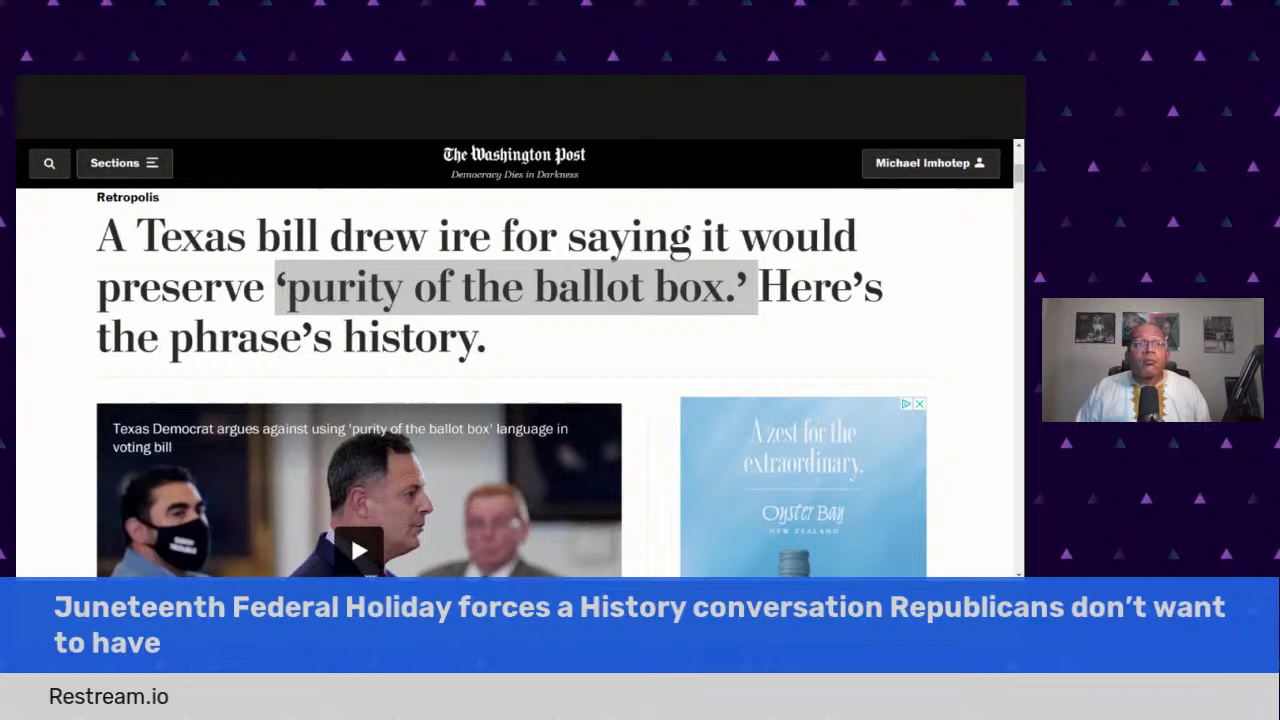 Sections
The Washington Post
Democracy Dies in Darkness
Michael Imhotep
Retropolis
A Texas bill drew ire for saying it would
preserve ‘purity of the ballot box.’ Here’s
the phrase’s history.
Texas Democrat argues against using 'purity of the ballot box' language in
voting bill
A zest for the
extraordinary.
Oyster Bay
NEW ZEALAND
Juneteenth Federal Holiday forces a History conversation Republicans don’t want
to have
Restream.io